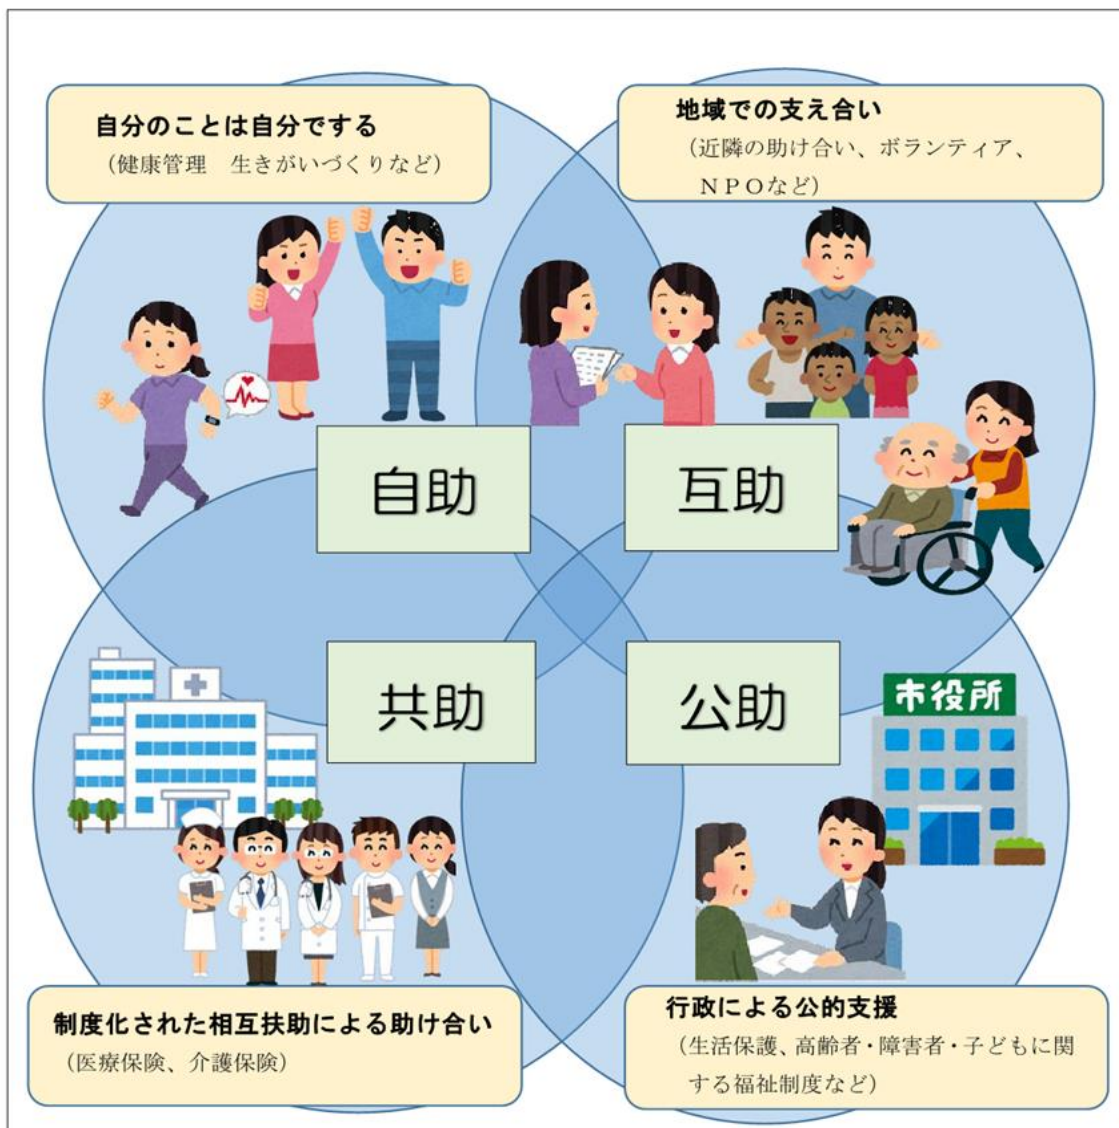 自分のことは自分でする
（健康管理　生きがいづくりなど）
地域での支え合い
（近隣の助け合い、ボランティア、
ＮＰＯなど）
自助
互助
共助
公助
市役所
制度化された相互扶助による助け合い
（医療保険、介護保険）
行政による公的支援
（生活保護、高齢者・障害者・子どもに関
する福祉制度など）